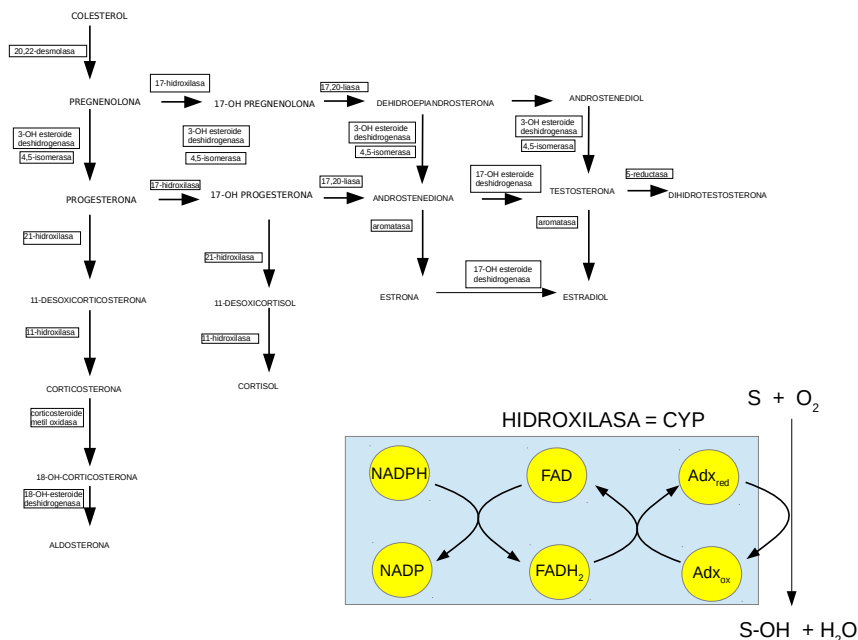 COLESTEROL
20,22-desmolasa
PREGNENOLONA
17-hidroxilasa
17-OH PREGNENOLONA
17,20-liasa
DEHIDROEPIANDROSTERONA
ANDROSTENEDIOL
3-OH esteroide
deshidrogenasa
4,5-isomerasa
3-OH esteroide
deshidrogenasa
4,5-isomerasa
3-OH esteroide
deshidrogenasa
4,5-isomerasa
3-OH esteroide
deshidrogenasa
4,5-isomerasa
PROGESTERONA
17-hidroxilasa
17-OH PROGESTERONA
17,20-liasa
ANDROSTENEDIONA
17-OH esteroide
deshidrogenasa
TESTOSTERONA
5-reductasa
DIHIDROTESTOSTERONA
21-hidroxilasa
21-hidroxilasa
aromatasa
aromatasa
11-DESOXICORTICOSTERONA
11-DESOXICORTISOL
ESTRONA
17-OH esteroide
deshidrogenasa
ESTRADIOL
11-hidroxilasa
11-hidroxilasa
CORTICOSTERONA
CORTISOL
corticosteroide
metil oxidasa
18-OH-CORTICOSTERONA
18-OH-esteroide
deshidrogenasa
ALDOSTERONA
HIDROXILASA = CYP
S + O2
NADPH
FAD
Adxred
NADP
FADH2
Adxox
S-OH + H2O